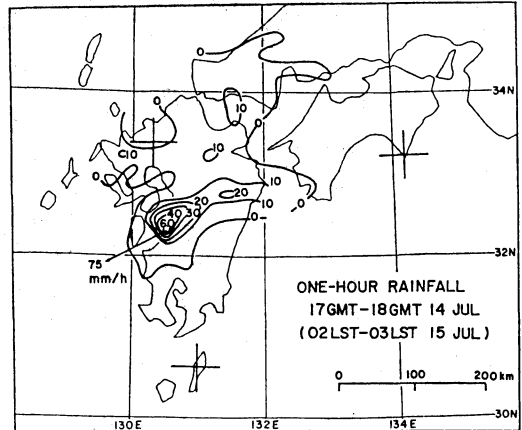 0
34N
0
10
0
10
10
0
10
20
20
10
40 30
0
60
0
32N
75
mm/h
ONE-HOUR RAINFALL
17GMT-18GMT 14 JUL
(02LST-03LST 15 JUL)
0 100 200km
30N
130E 132E 134E